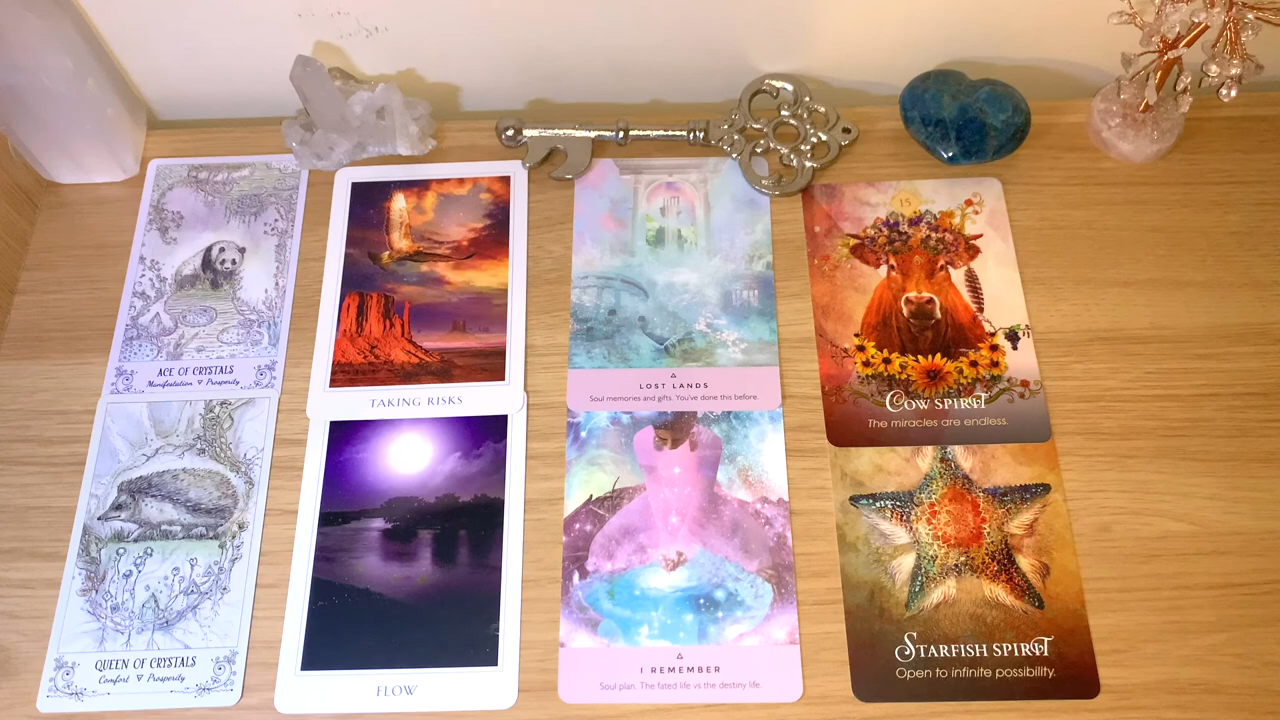 ACE OF CRYSTALS
Manifestation ▽ Prosperity
QUEEN OF CRYSTALS
Comfort ▽ Prosperity
TAKING RISKS
FLOW
LOST LANDS
Soul memories and gifts. You've done this before.
I REMEMBER
Soul plan. The fated life vs the destiny life.
15
COW SPIRIT
The miracles are endless.
STARFISH SPIRIT
Open to infinite possibility.